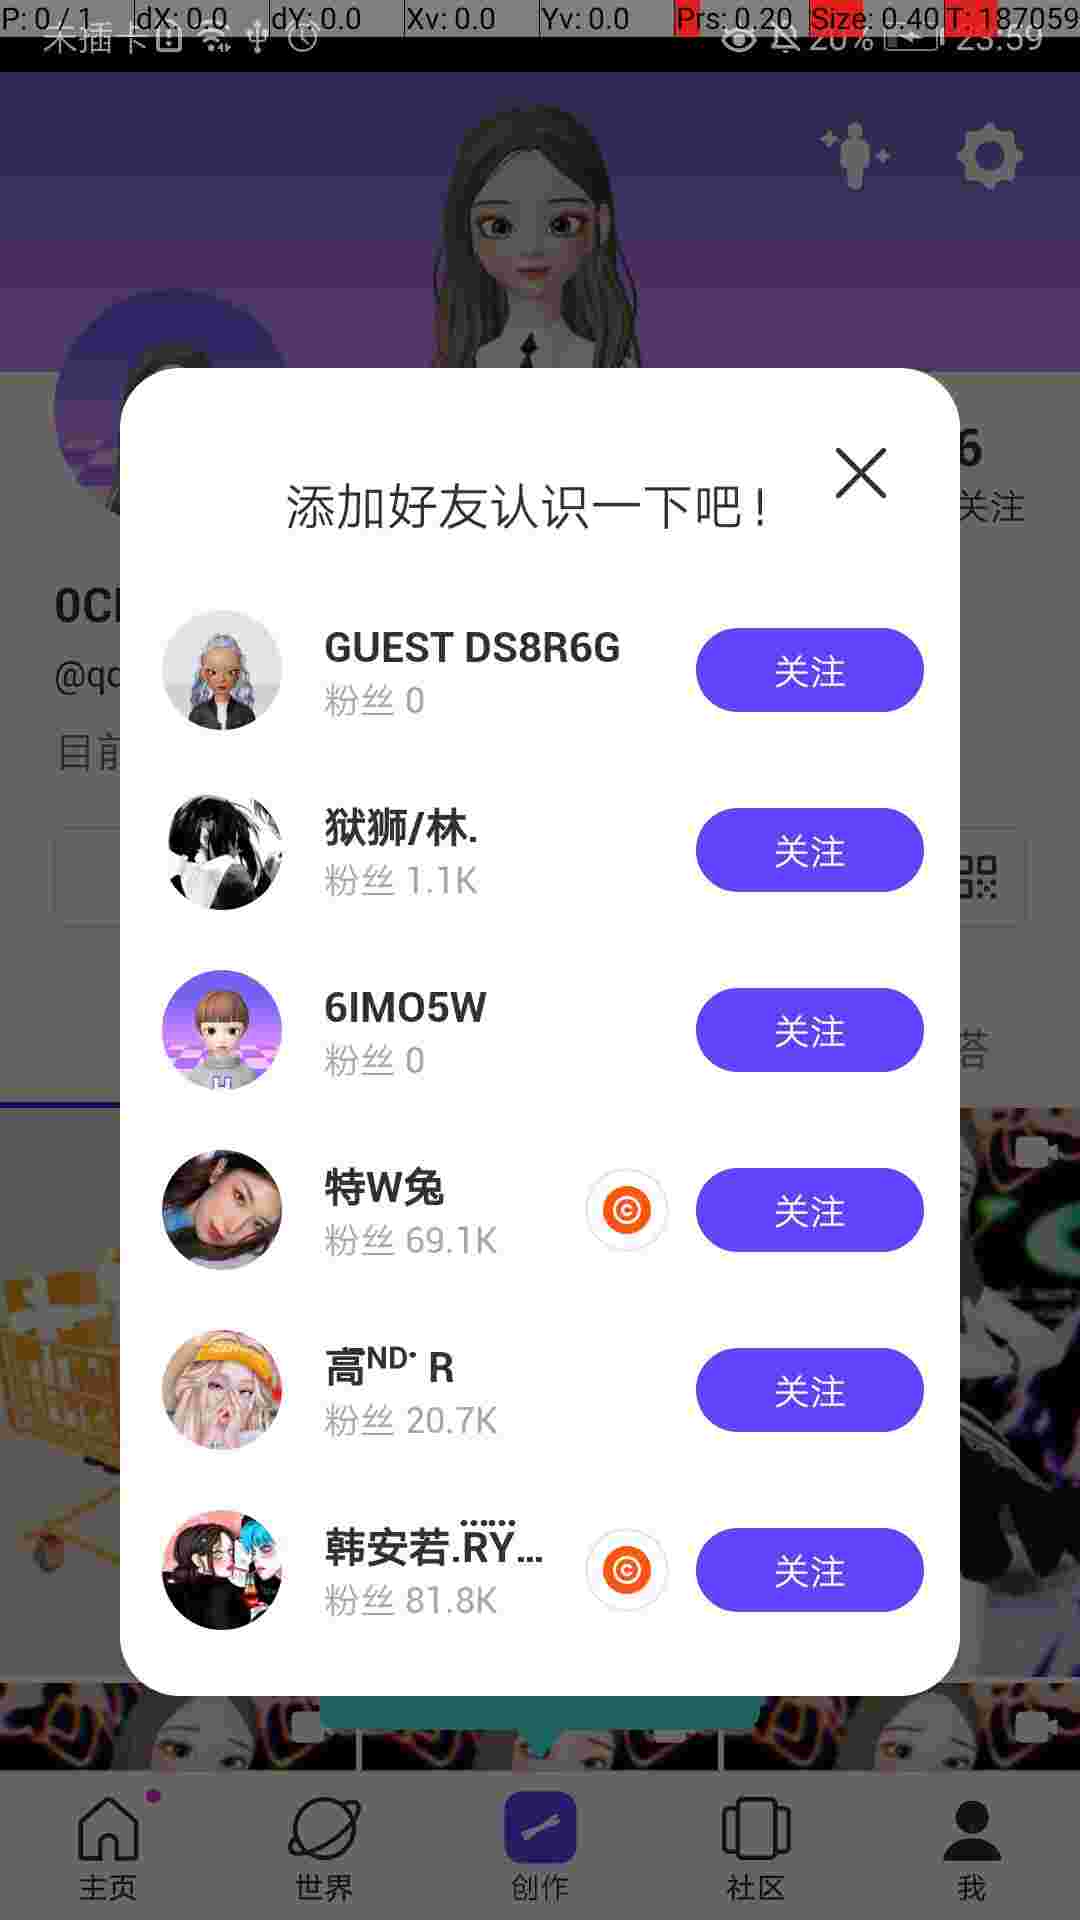 P: 0 / 1 dX: 0.0 dY: 0.0 Xv: 0.0 Yv: 0.0 Prs: 0.20 Size: 0.40 T: 187059
未插卡 20% 23:59
6
关注
添加好友认识一下吧!
0C
@qc
目前
GUEST DS8R6G
粉丝 0
关注
狱狮/林.
粉丝 1.1K
关注
6IMO5W
粉丝 0
关注
答
特W兔
粉丝 69.1K
关注
高ᴺᴰ· R
粉丝 20.7K
关注
韩安若.R̈Ÿ...
粉丝 81.8K
关注
主页 世界 创作 社区 我